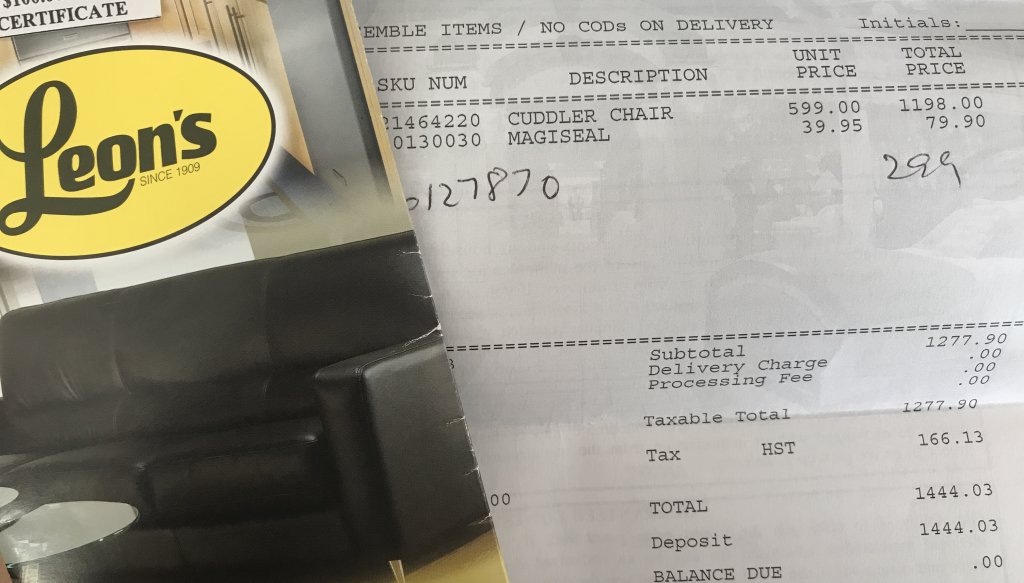 CERTIFICATE
Leon's
SINCE 1909
EMBLE ITEMS / NO CODs ON DELIVERY Initials:
SKU NUM DESCRIPTION UNIT PRICE TOTAL PRICE
21464220 CUDDLER CHAIR 599.00 1198.00
0130030 MAGISEAL 39.95 79.90
0127870 299
Subtotal 1277.90
Delivery Charge .00
Processing Fee .00
.00
Taxable Total 1277.90
Tax HST 166.13
00
TOTAL 1444.03
Deposit 1444.03
BALANCE DUE .00